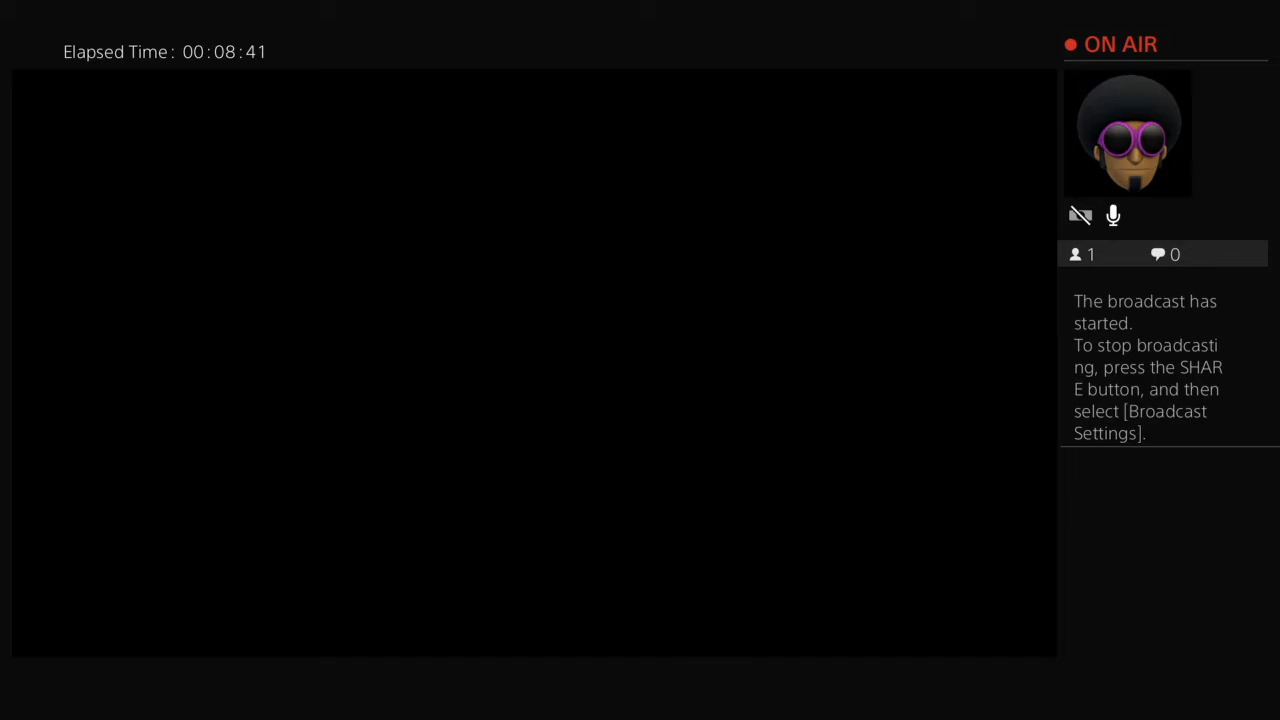 Elapsed Time: 00:08:41
ON AIR
1 0
The broadcast has
started.
To stop broadcasti
ng, press the SHAR
E button, and then
select [Broadcast
Settings].